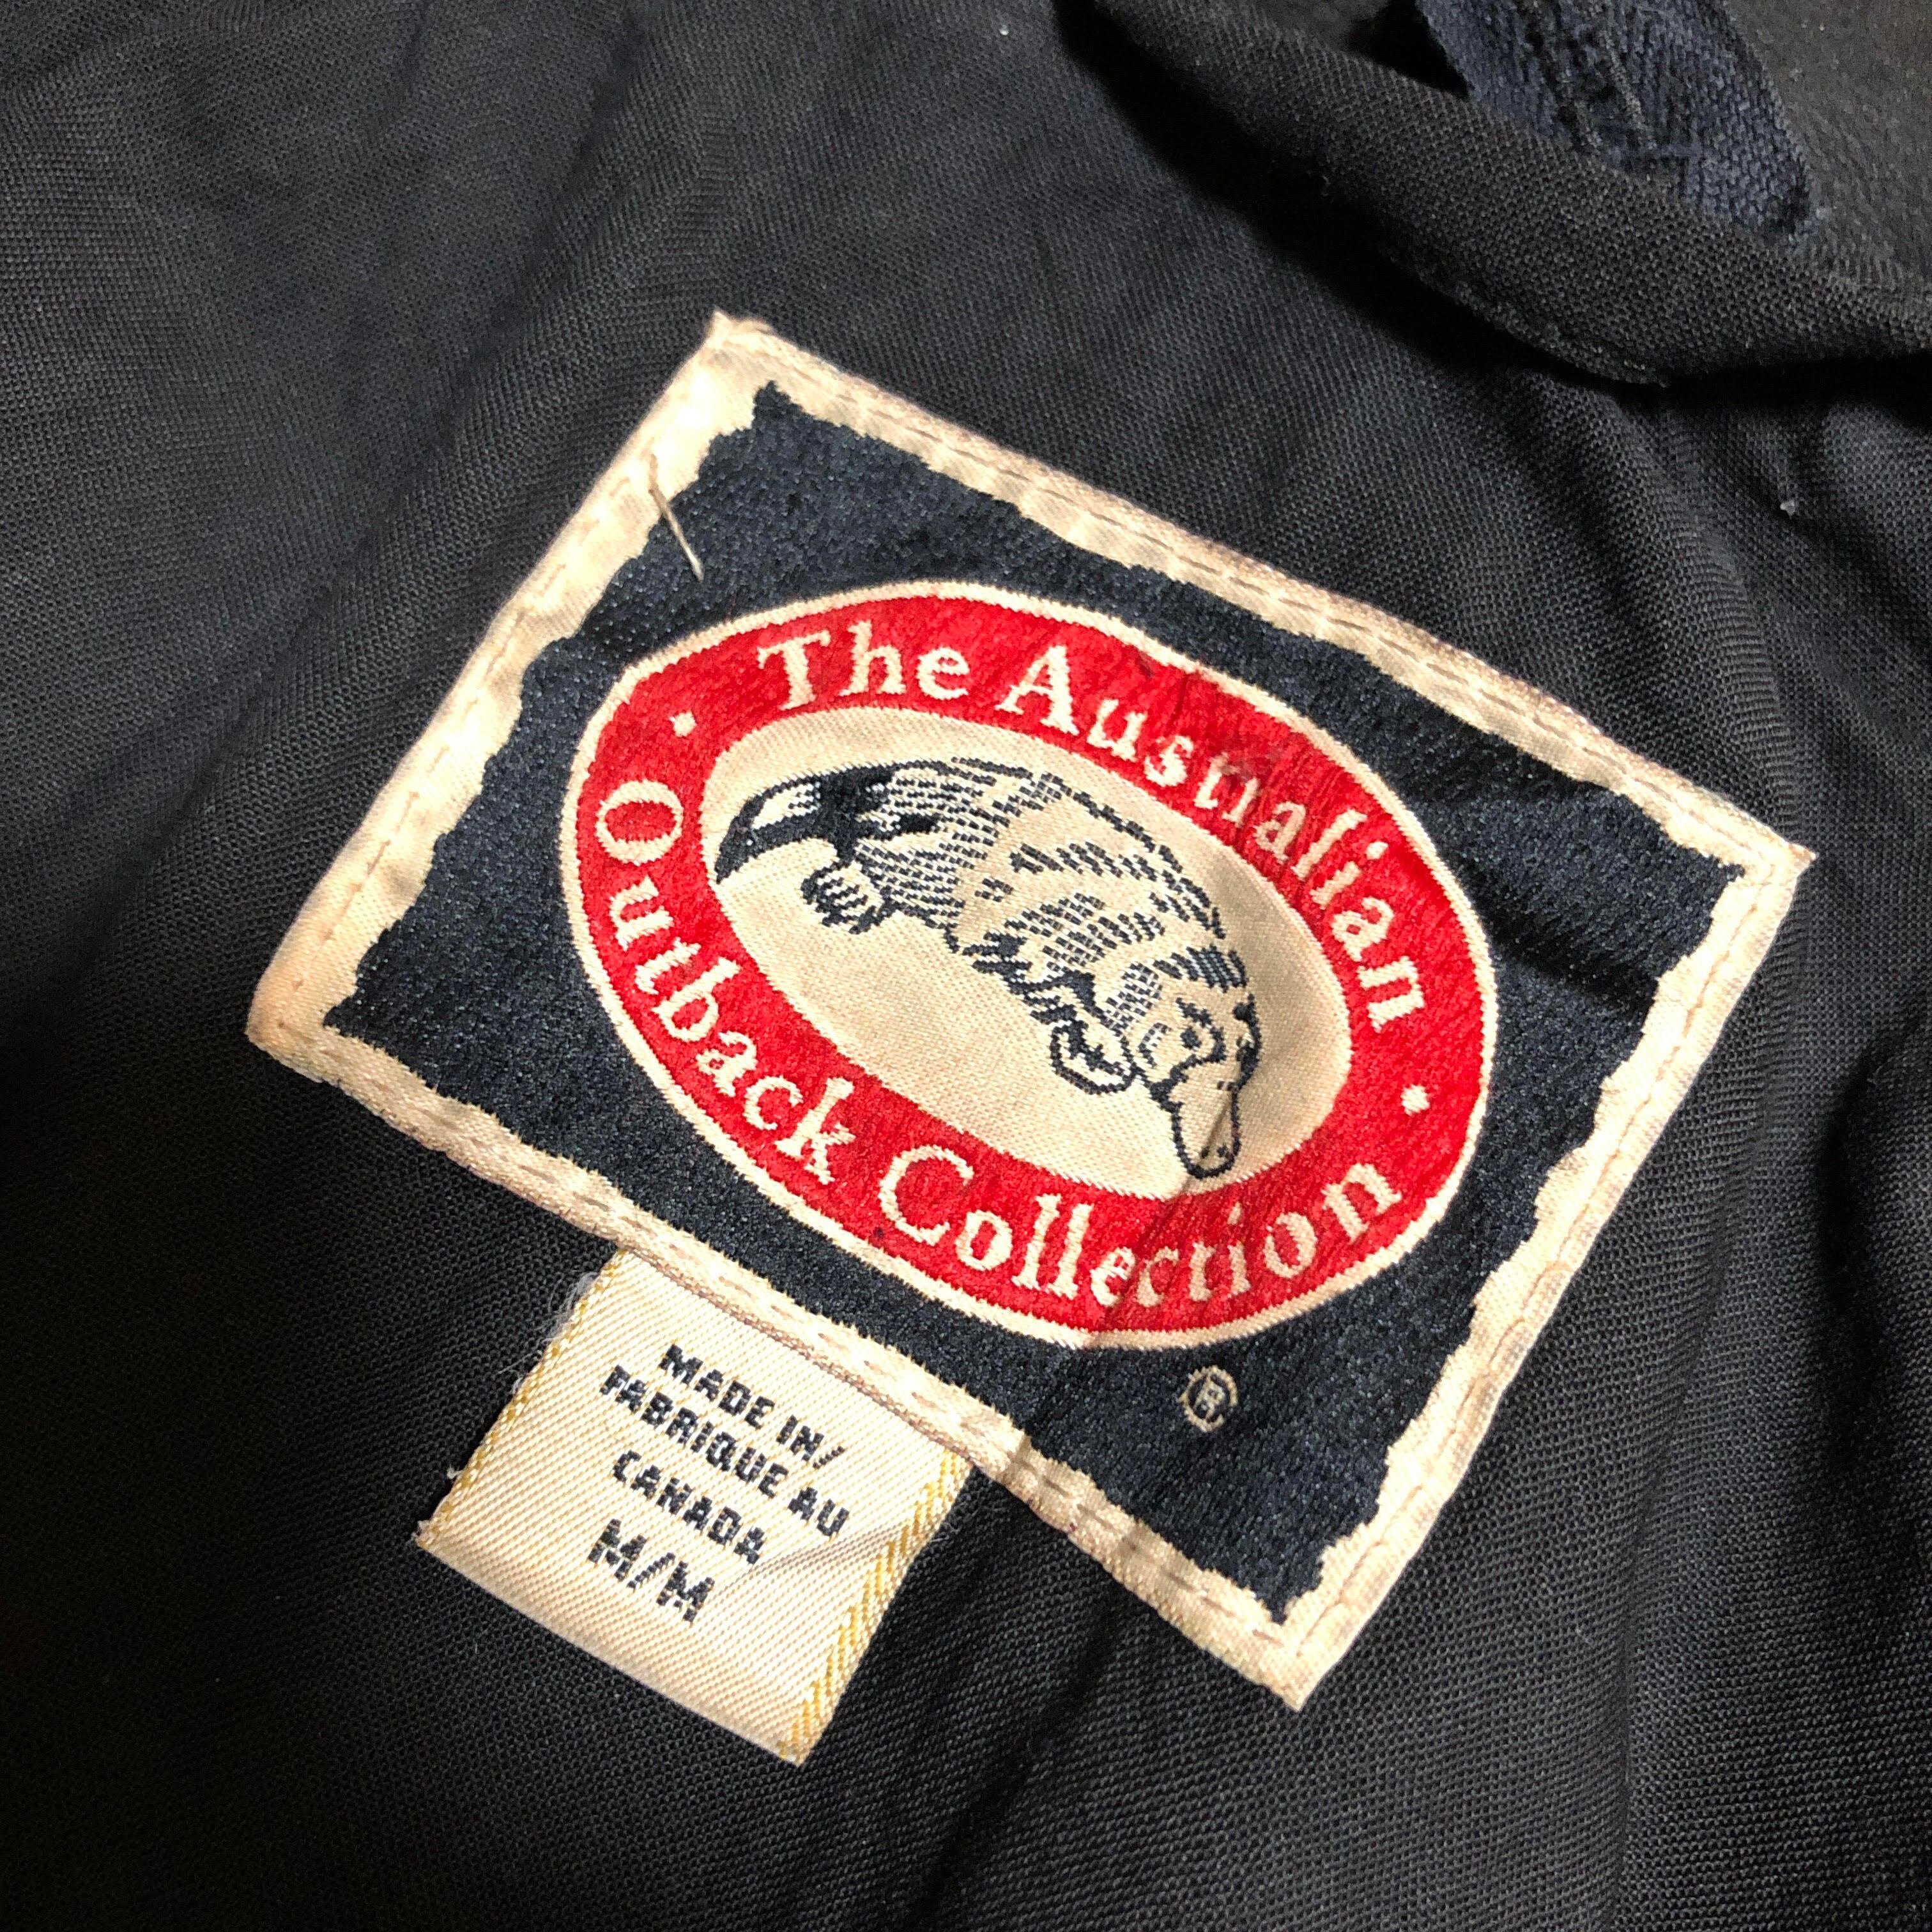 The Australian
Outback Collection
®
MADE IN/
FABRIQUE AU
CANADA
M/M